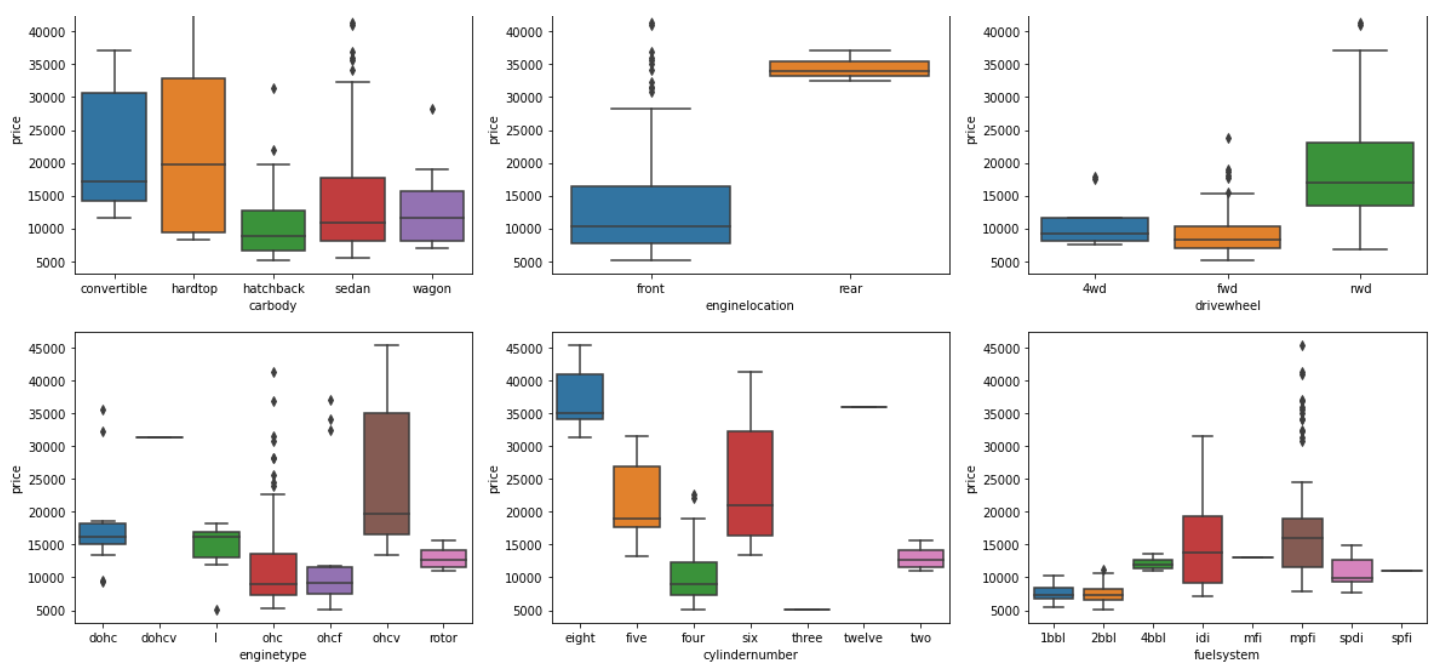 40000
35000
30000
25000
20000
15000
10000
5000
price
convertible hardtop hatchback sedan wagon
carbody
40000
35000
30000
25000
20000
15000
10000
5000
price
front rear
enginelocation
40000
35000
30000
25000
20000
15000
10000
5000
price
4wd fwd rwd
drivewheel
45000
40000
35000
30000
25000
20000
15000
10000
5000
price
dohc dohcv l ohc ohcf ohcv rotor
enginetype
45000
40000
35000
30000
25000
20000
15000
10000
5000
price
eight five four six three twelve two
cylindernumber
45000
40000
35000
30000
25000
20000
15000
10000
5000
price
1bbl 2bbl 4bbl idi mfi mpfi spdi spfi
fuelsystem